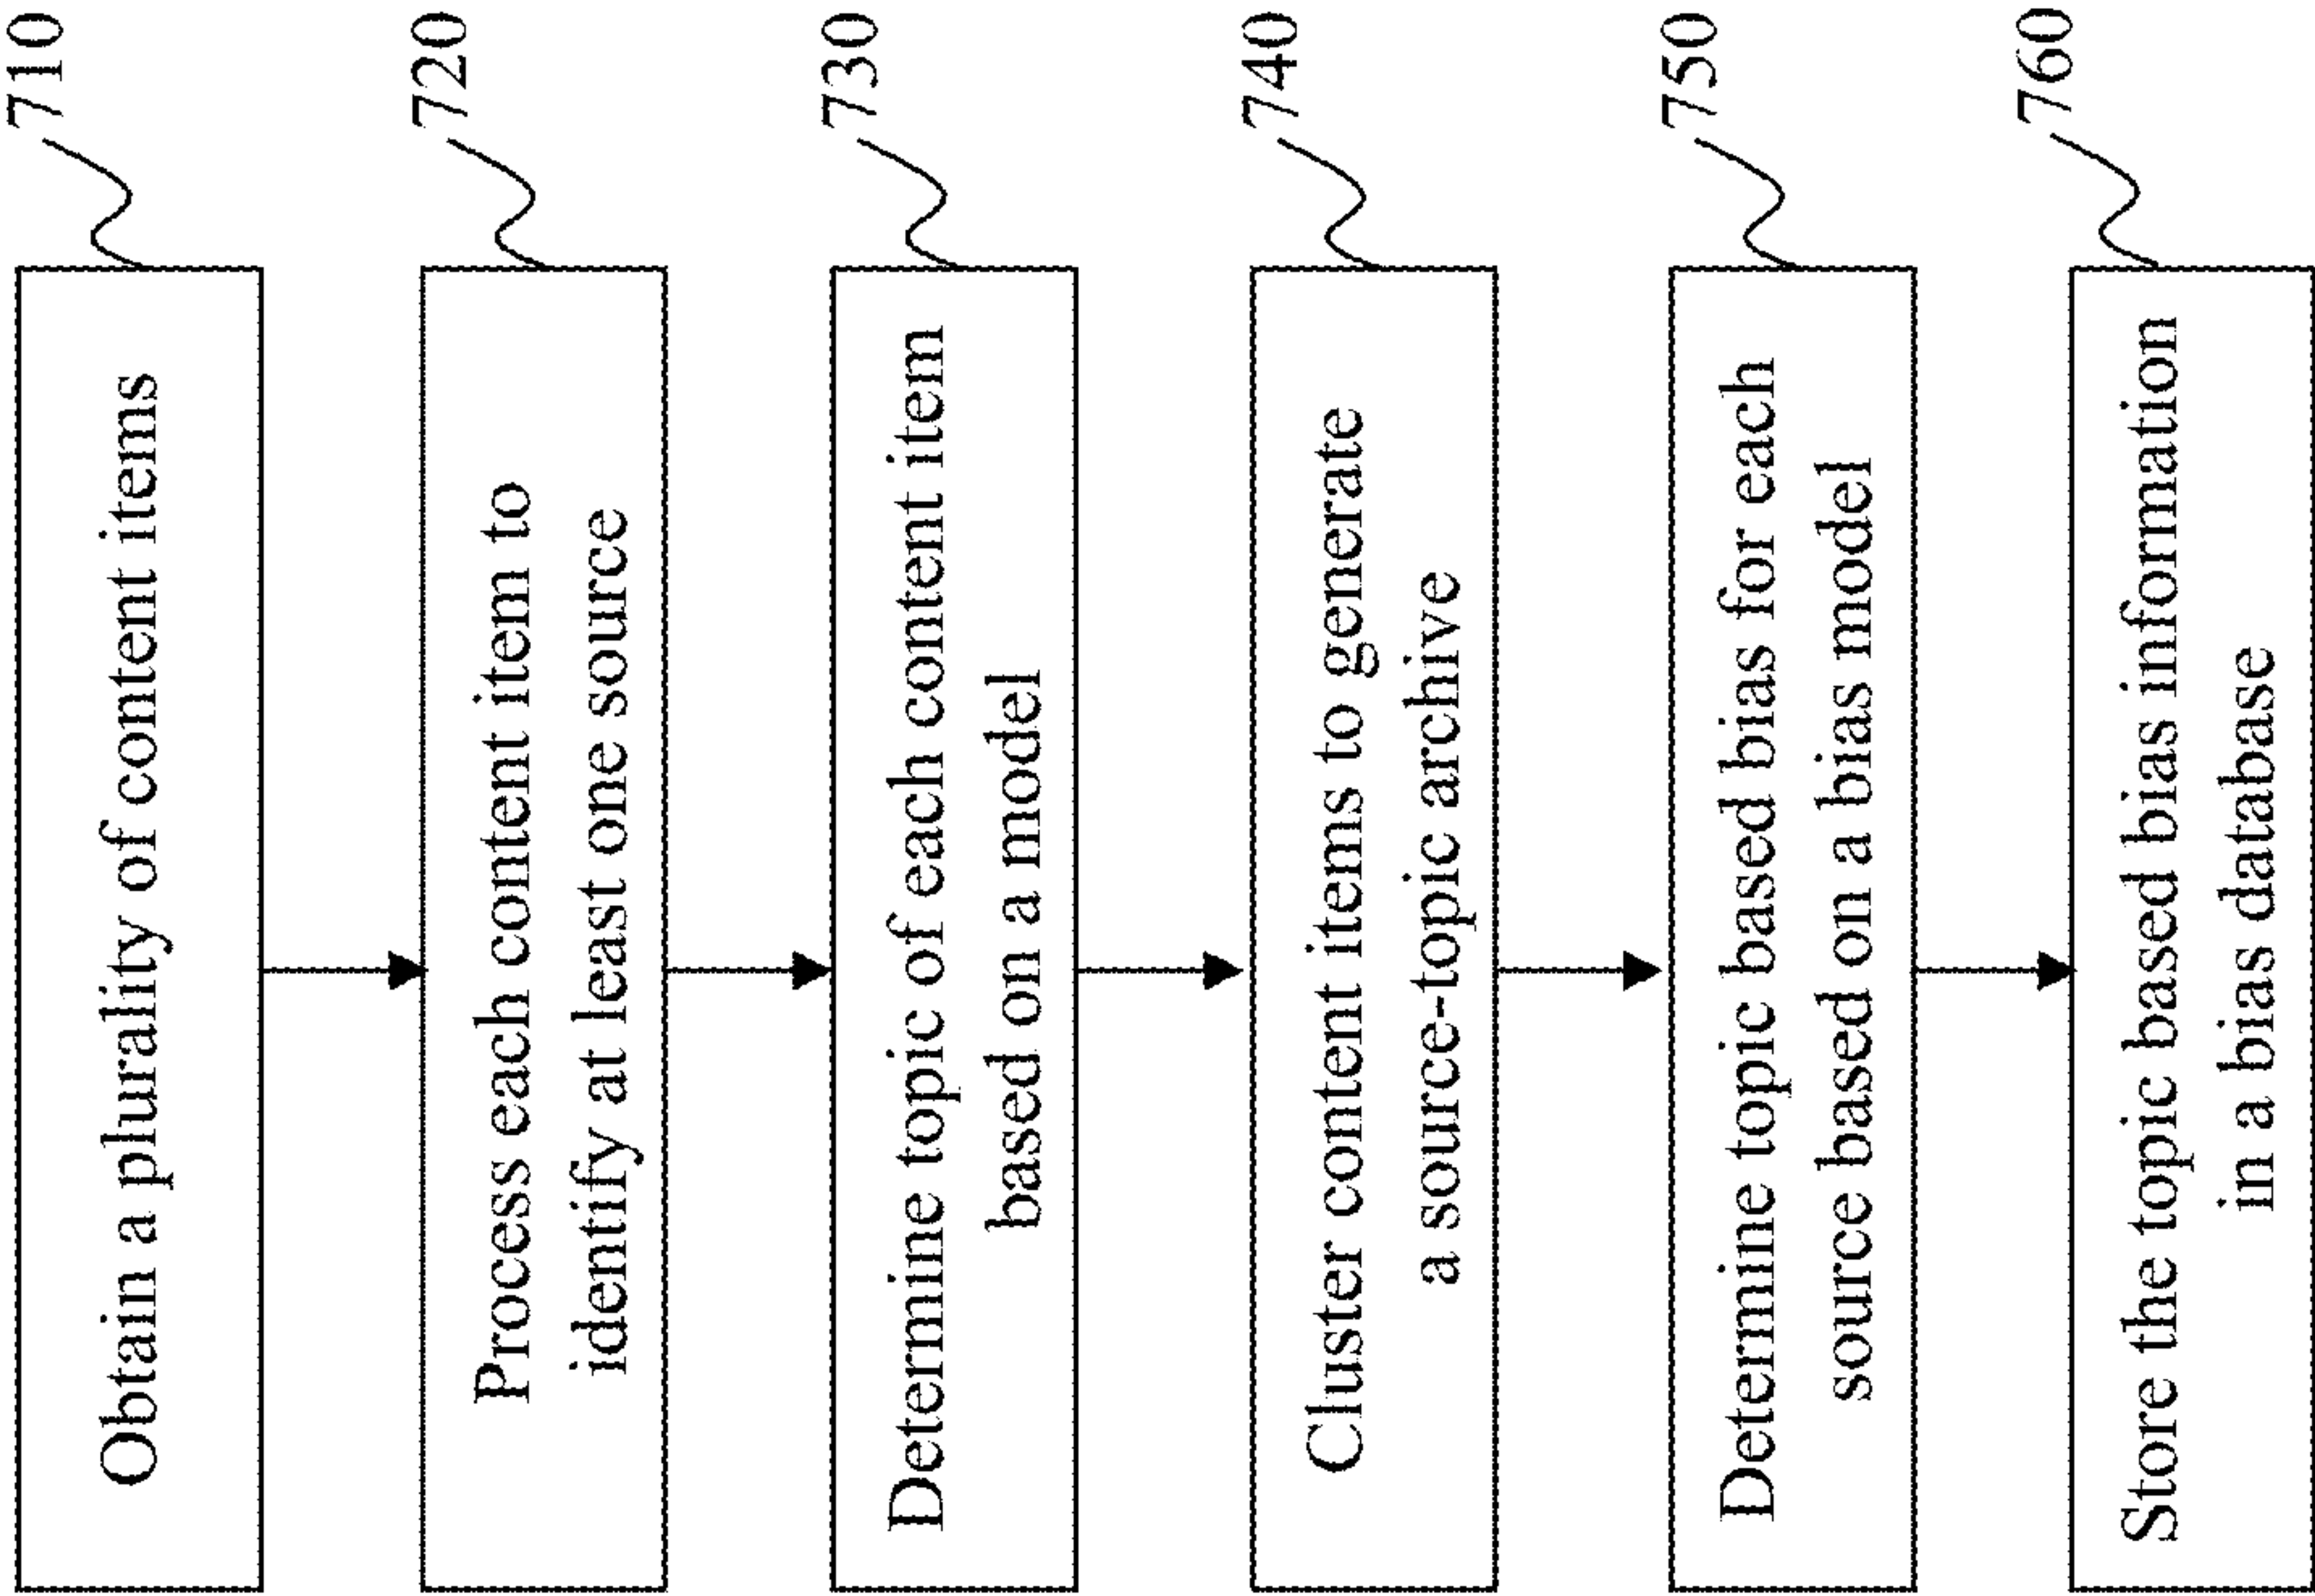 Obtain a plurality of content items
710
Process each content item to
identify at least one source
720
Determine topic of each content item
based on a model
730
Cluster content items to generate
a source-topic archive
740
Determine topic based bias for each
source based on a bias model
750
Store the topic based bias information
in a bias database
760